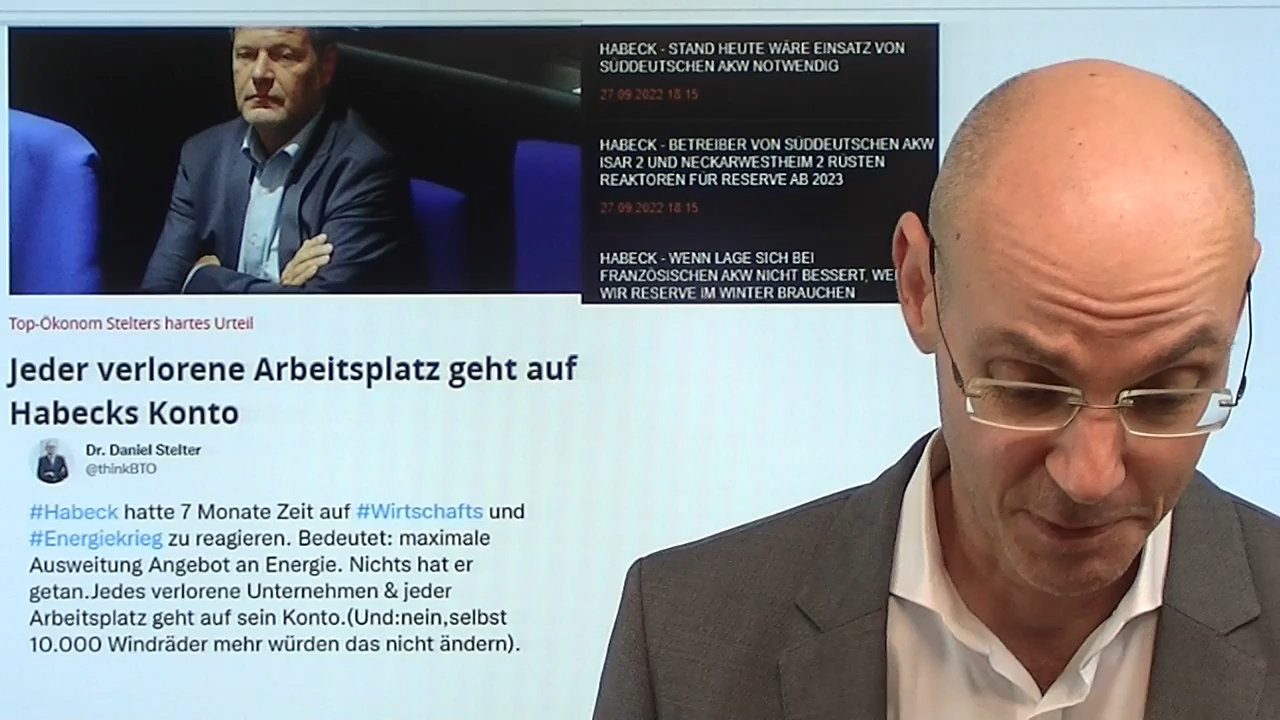 HABECK - STAND HEUTE WÄRE EINSATZ VON
SÜDDEUTSCHEN AKW NOTWENDIG
27 09 2022 18 15
HABECK - BETREIBER VON SÜDDEUTSCHEN AKW
ISAR 2 UND NECKARWESTHEIM 2 RÜSTEN
REAKTOREN FÜR RESERVE AB 2023
27 09 2022 18 15
HABECK - WENN LAGE SICH BEI
FRANZÖSISCHEN AKW NICHT BESSERT,
WIR RESERVE IM WINTER BRAUCHEN
Top-Ökonom Stelters hartes Urteil
Jeder verlorene Arbeitsplatz geht auf
Habecks Konto
Dr. Daniel Stelter
@thinkBTO
#Habeck hatte 7 Monate Zeit auf #Wirtschafts und
#Energiekrieg zu reagieren. Bedeutet: maximale
Ausweitung Angebot an Energie. Nichts hat er
getan.Jedes verlorene Unternehmen & jeder
Arbeitsplatz geht auf sein Konto.(Und:nein,selbst
10.000 Windräder mehr würden das nicht ändern).